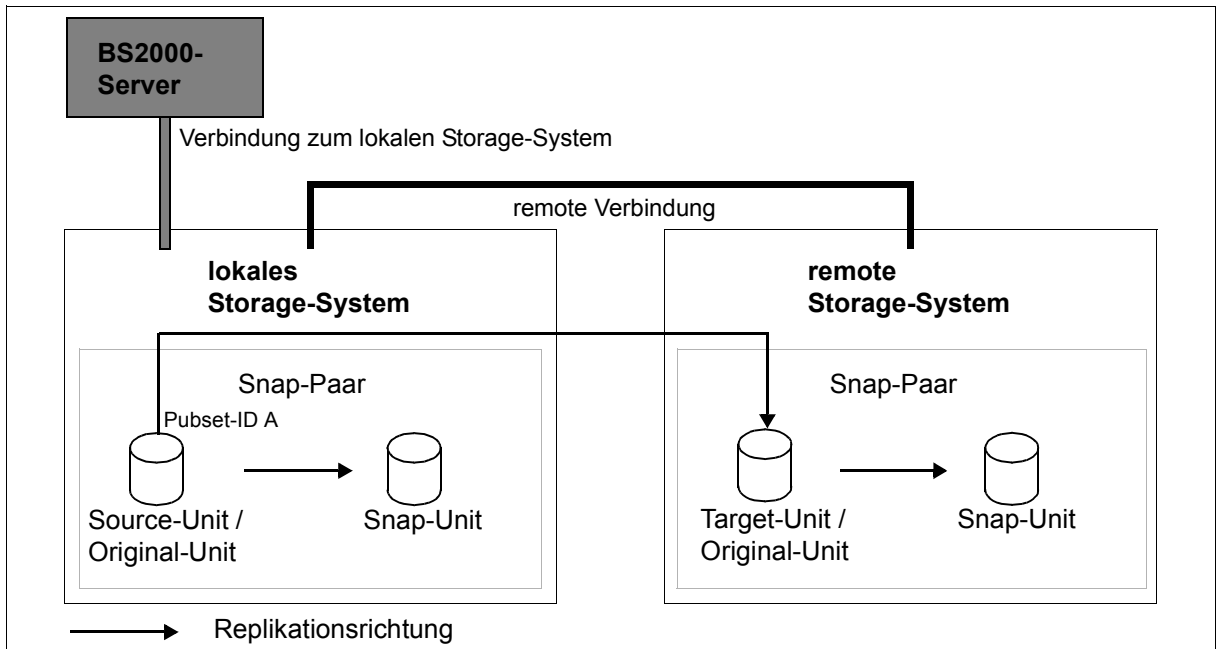 BS2000-
Server
Verbindung zum lokalen Storage-System
remote Verbindung
lokales
Storage-System
remote
Storage-System
Snap-Paar
Pubset-ID A
Source-Unit /
Original-Unit
Snap-Unit
Snap-Paar
Target-Unit /
Original-Unit
Snap-Unit
Replikationsrichtung